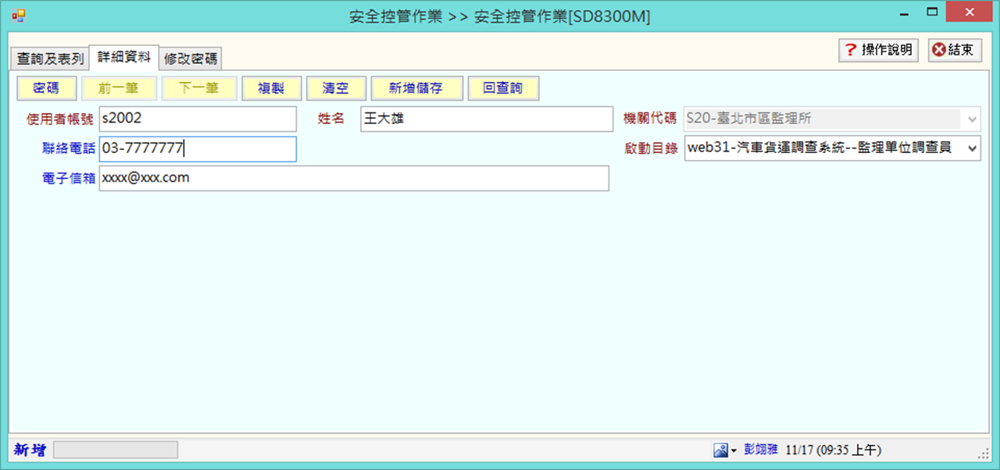 安全控管作業 >> 安全控管作業[SD8300M]
查詢及表列 詳細資料 修改密碼 ? 操作說明 結束
密碼 前一筆 下一筆 複製 清空 新增儲存 回查詢
使用者帳號 s2002 姓名 王大雄 機關代碼 S20-臺北市區監理所
聯絡電話 03-7777777 啟動目錄 web31-汽車貨運調查系統--監理單位調查員
電子信箱 xxxx@xxx.com
新增 彭翊雅 11/17 (09:35 上午)